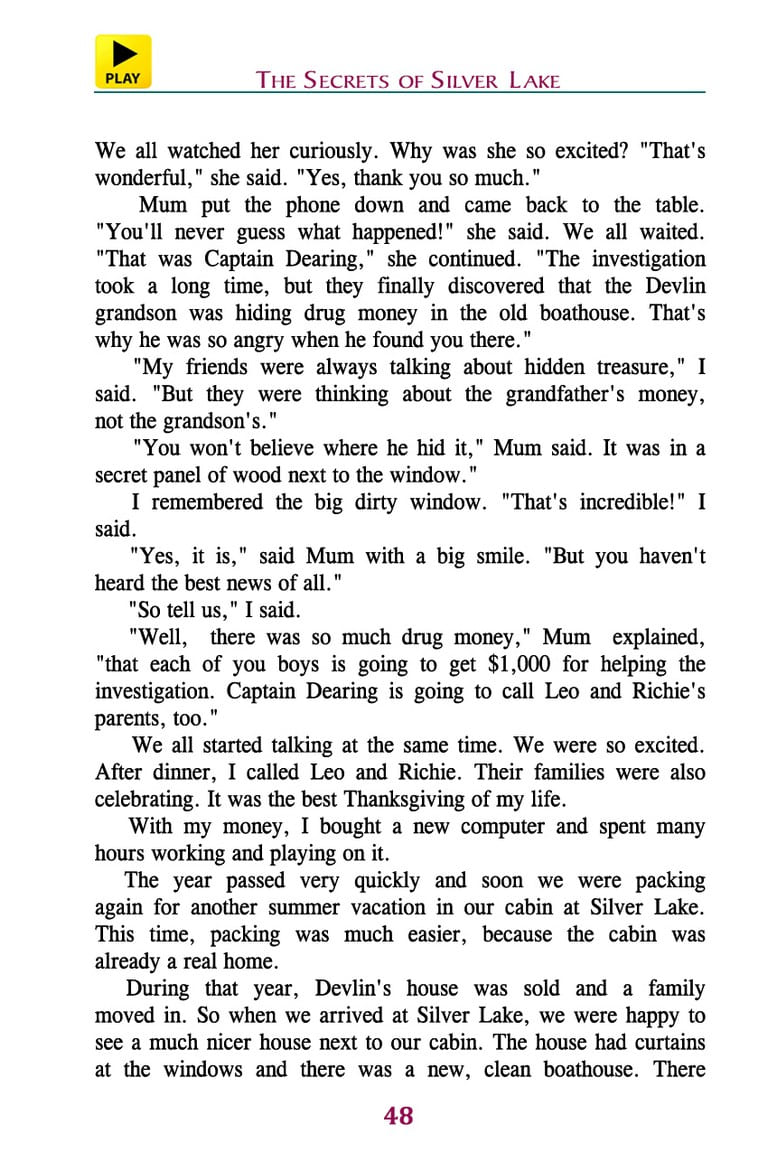 PLAY
THE SECRETS OF SILVER LAKE
We all watched her curiously. Why was she so excited? "That's
wonderful," she said. "Yes, thank you so much."
Mum put the phone down and came back to the table.
"You'll never guess what happened!" she said. We all waited.
"That was Captain Dearing," she continued. "The investigation
took a long time, but they finally discovered that the Devlin
grandson was hiding drug money in the old boathouse. That's
why he was so angry when he found you there."
"My friends were always talking about hidden treasure," I
said. "But they were thinking about the grandfather's money,
not the grandson's."
"You won't believe where he hid it," Mum said. It was in a
secret panel of wood next to the window."
I remembered the big dirty window. "That's incredible!" I
said.
"Yes, it is," said Mum with a big smile. "But you haven't
heard the best news of all."
"So tell us," I said.
"Well, there was so much drug money," Mum explained,
"that each of you boys is going to get $1,000 for helping the
investigation. Captain Dearing is going to call Leo and Richie's
parents, too."
We all started talking at the same time. We were so excited.
After dinner, I called Leo and Richie. Their families were also
celebrating. It was the best Thanksgiving of my life.
With my money, I bought a new computer and spent many
hours working and playing on it.
The year passed very quickly and soon we were packing
again for another summer vacation in our cabin at Silver Lake.
This time, packing was much easier, because the cabin was
already a real home.
During that year, Devlin's house was sold and a family
moved in. So when we arrived at Silver Lake, we were happy to
see a much nicer house next to our cabin. The house had curtains
at the windows and there was a new, clean boathouse. There
48